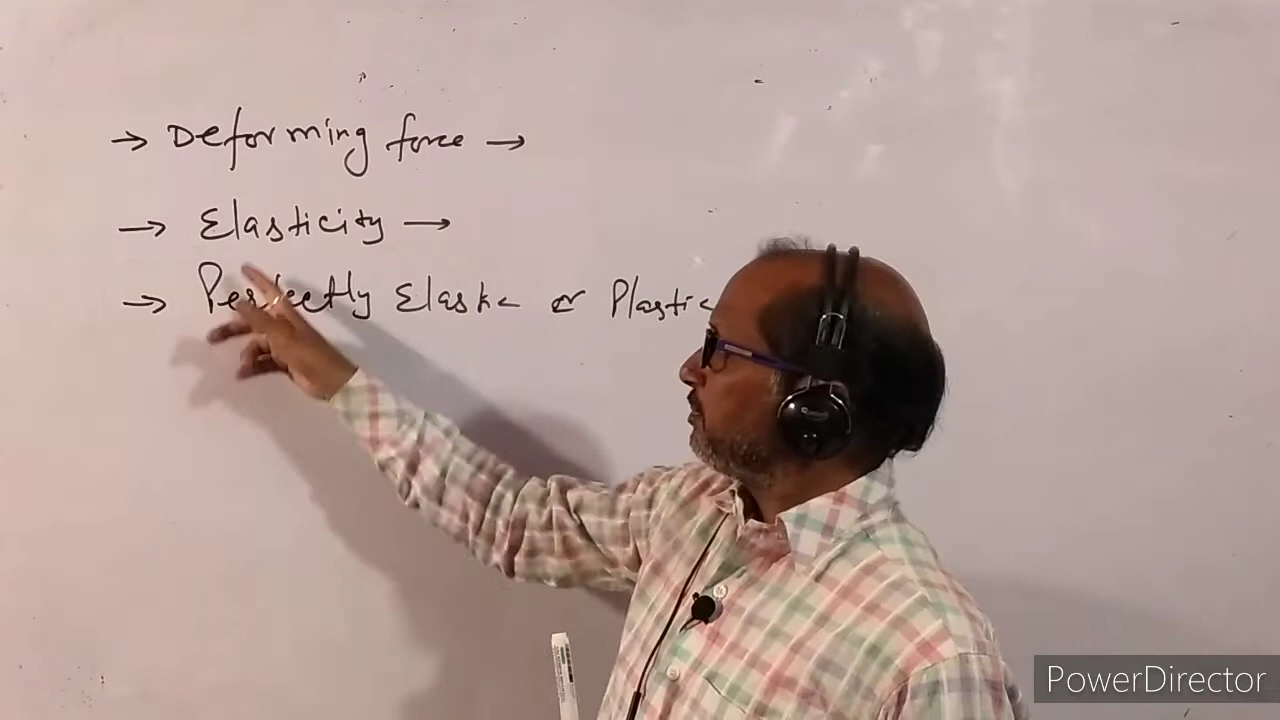 → Deforming force →
→ Elasticity →
→ Perfectly Elastic or Plastic
PowerDirector